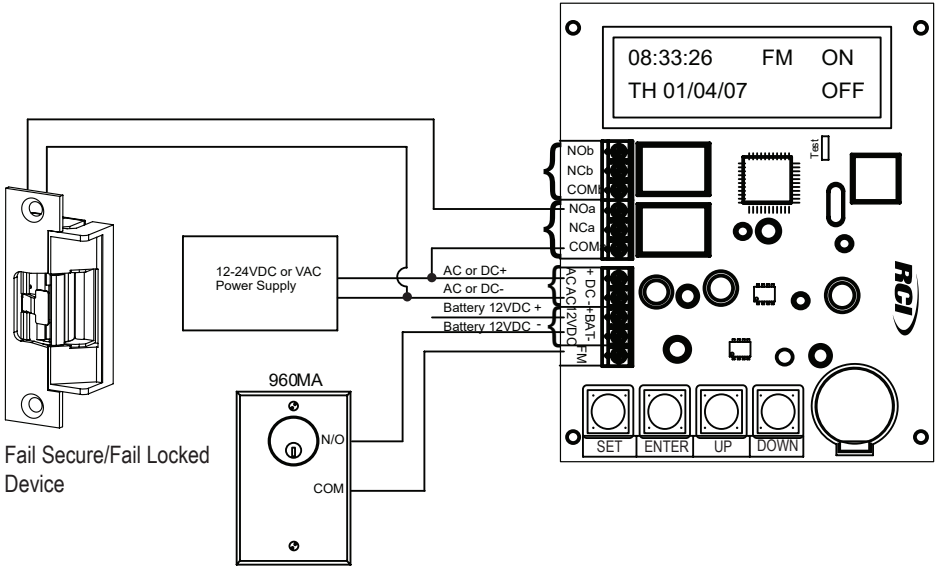 08:33:26 FM ON
TH 01/04/07 OFF
Test
NOb
NCb
COMb
NOa
NCa
COM
AC AC
+ DC -
12VDC
+BAT-
FM
RCI
12-24VDC or VAC
Power Supply
AC or DC+
AC or DC-
Battery 12VDC +
Battery 12VDC -
960MA
N/O
COM
SET ENTER UP DOWN
Fail Secure/Fail Locked
Device